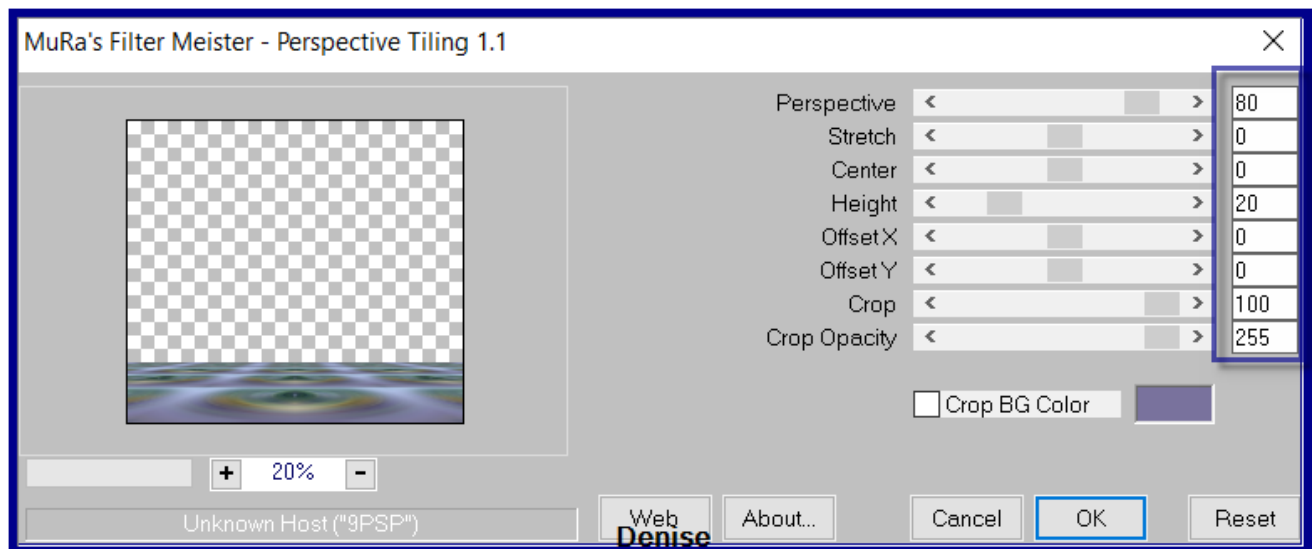 MuRa's Filter Meister - Perspective Tiling 1.1
Perspective 80
Stretch 0
Center 0
Height 20
Offset X 0
Offset Y 0
Crop 100
Crop Opacity 255
Crop BG Color
+ 20% -
Unknown Host ("9PSP")
Web About... Cancel OK Reset
Denise